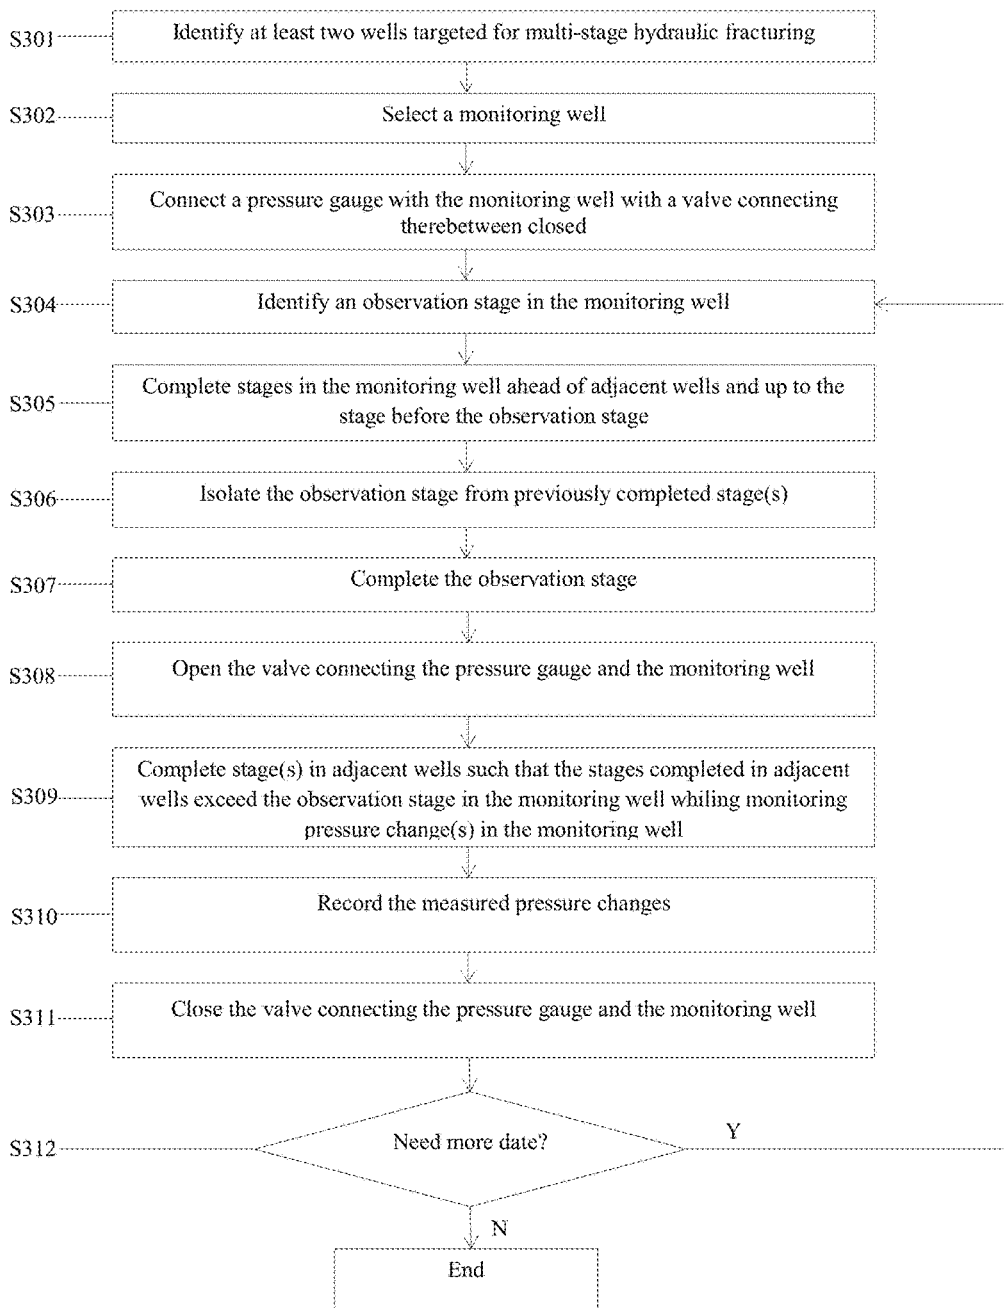 S301
Identify at least two wells targeted for multi-stage hydraulic fracturing
S302
Select a monitoring well
S303
Connect a pressure gauge with the monitoring well with a valve connecting
therebetween closed
S304
Identify an observation stage in the monitoring well
S305
Complete stages in the monitoring well ahead of adjacent wells and up to the
stage before the observation stage
S306
Isolate the observation stage from previously completed stage(s)
S307
Complete the observation stage
S308
Open the valve connecting the pressure gauge and the monitoring well
S309
Complete stage(s) in adjacent wells such that the stages completed in adjacent
wells exceed the observation stage in the monitoring well whiling monitoring
pressure change(s) in the monitoring well
S310
Record the measured pressure changes
S311
Close the valve connecting the pressure gauge and the monitoring well
S312
Need more date?
Y
N
End